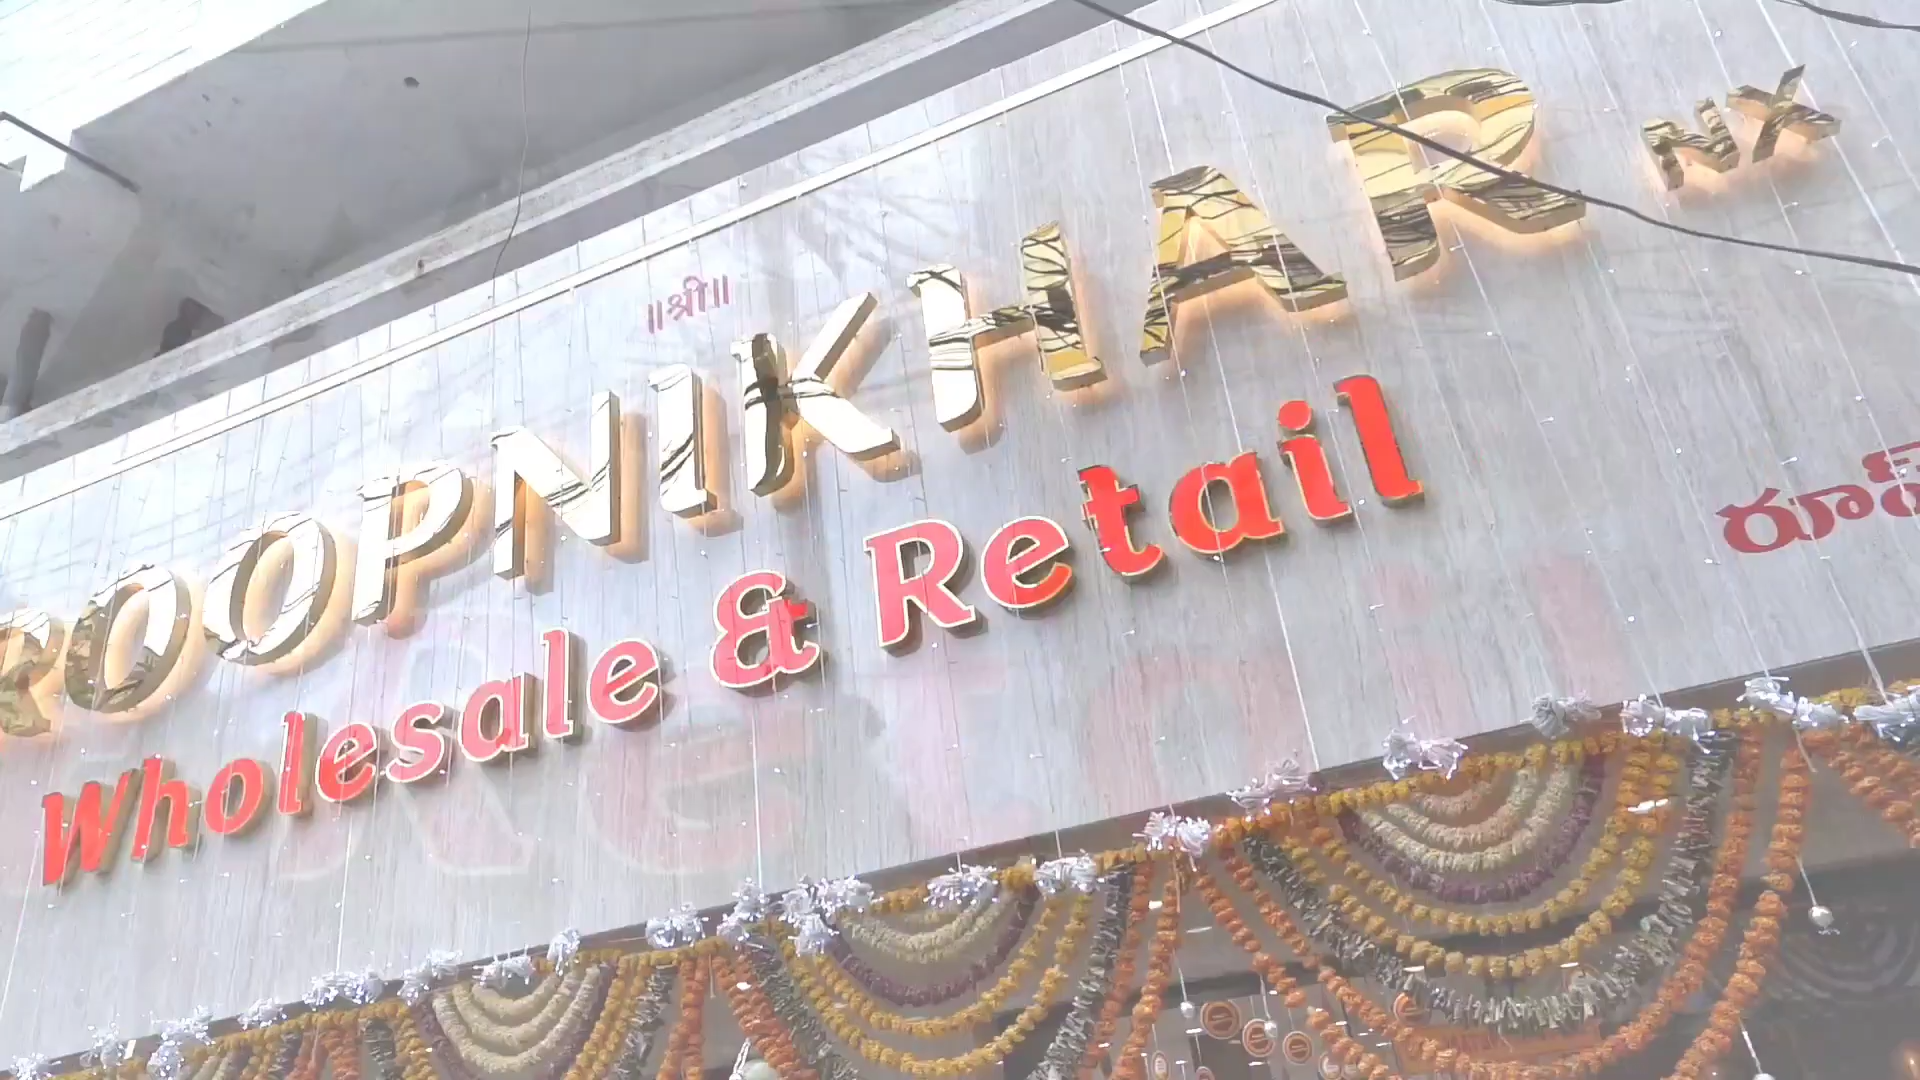 ॥श्री॥
ROOPNIKHAR NX
Wholesale & Retail